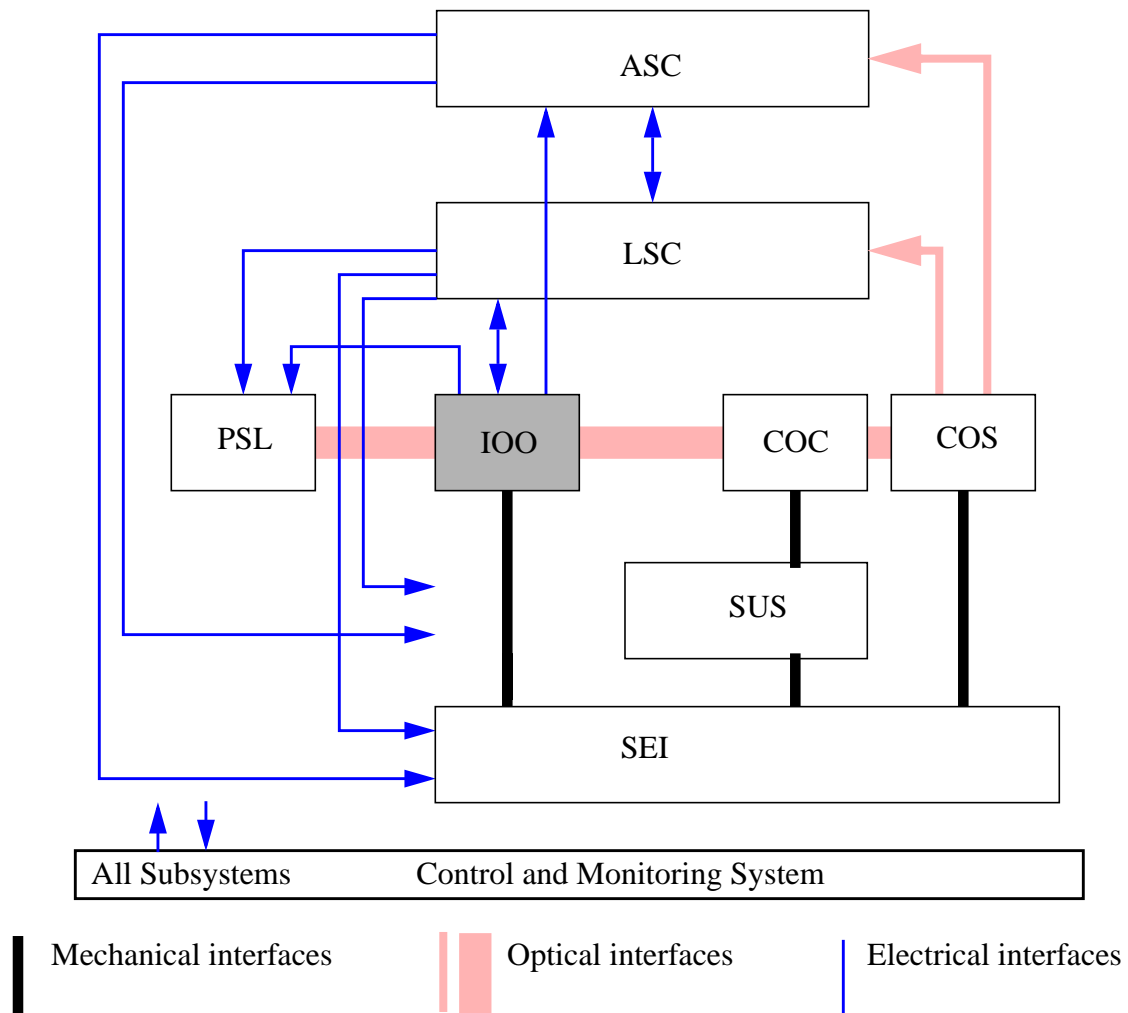 ASC
LSC
PSL
IOO
COC
COS
SUS
SEI
All Subsystems Control and Monitoring System
Mechanical interfaces Optical interfaces Electrical interfaces